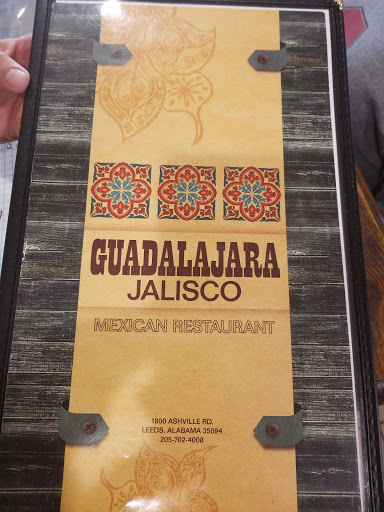 GUADALAJARA
JALISCO
MEXICAN RESTAURANT
1800 ASHVILLE RD.
LEEDS, ALABAMA 35094
205-702-4008